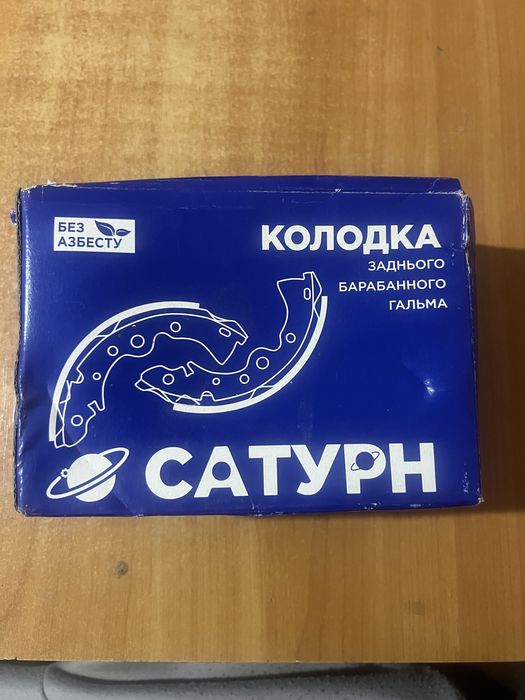 БЕЗ
АЗБЕСТУ
КОЛОДКА
ЗАДНЬОГО
БАРАБАННОГО
ГАЛЬМА
САТУРН